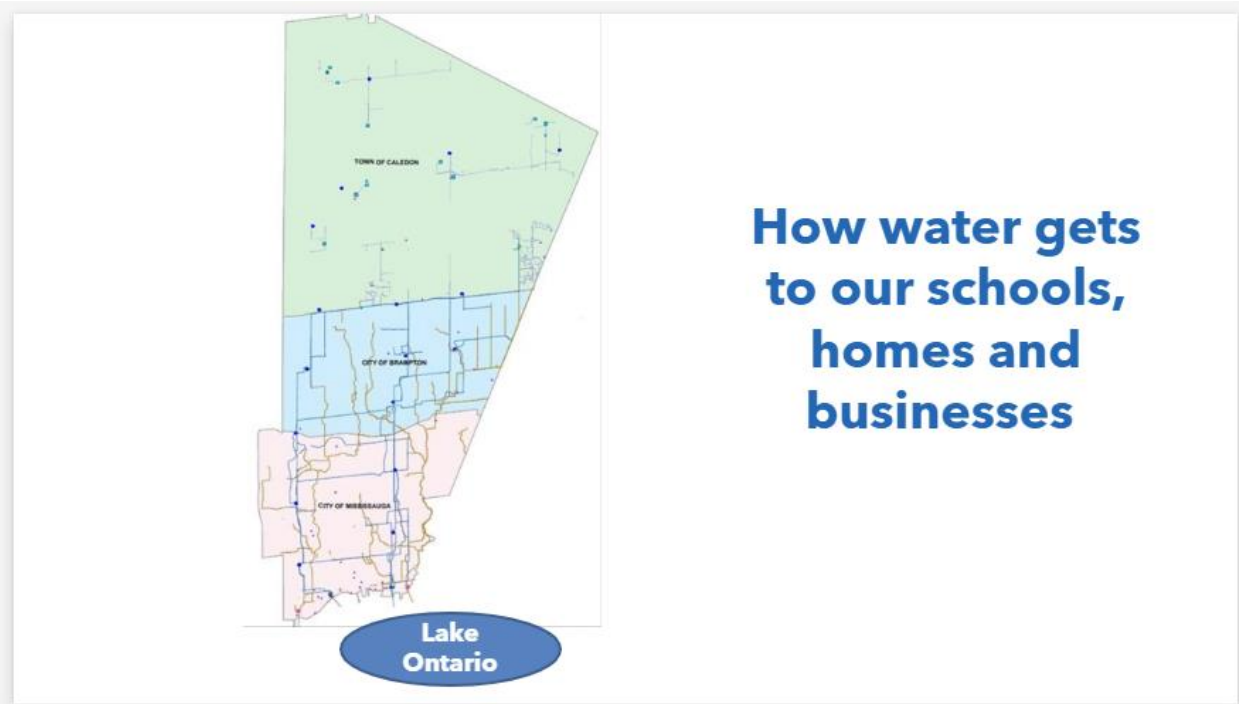 TOWN OF CALEDON
CITY OF BRAMPTON
CITY OF MISSISSAUGA
Lake
Ontario
How water gets
to our schools,
homes and
businesses